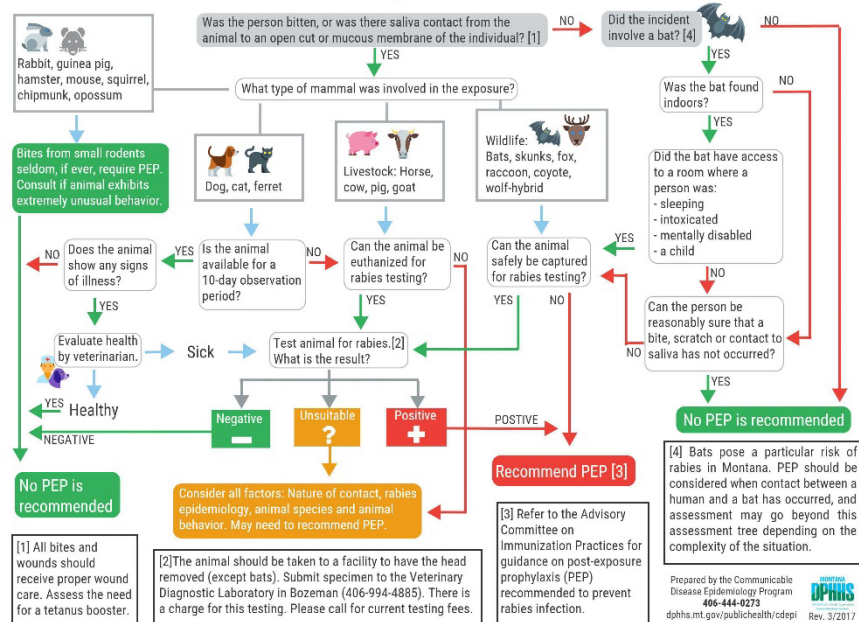 Was the person bitten, or was there saliva contact from the
animal to an open cut or mucous membrane of the individual? [1]
NO
Did the incident
involve a bat? [4]
YES
YES
NO
Rabbit, guinea pig,
hamster, mouse, squirrel,
chipmunk, opossum
What type of mammal was involved in the exposure?
Was the bat found
indoors?
NO
YES
Bites from small rodents
seldom, if ever, require PEP.
Consult if animal exhibits
extremely unusual behavior.
Dog, cat, ferret
Livestock: Horse,
cow, pig, goat
Wildlife:
Bats, skunks, fox,
raccoon, coyote,
wolf-hybrid
Did the bat have access
to a room where a
person was:
- sleeping
- intoxicated
- mentally disabled
- a child
NO
Does the animal
show any signs
of illness?
YES
Is the animal
available for a
10-day observation
period?
NO
Can the animal be
euthanized for
rabies testing?
NO
Can the animal
safely be captured
for rabies testing?
YES
NO
YES
YES
YES
NO
Can the person be
reasonably sure that a
bite, scratch or contact to
saliva has not occurred?
NO
YES
Evaluate health
by veterinarian.
Sick
Test animal for rabies.[2]
What is the result?
YES
Healthy
NEGATIVE
Negative
–
Unsuitable
?
Positive
+
POSTIVE
No PEP is recommended
No PEP is
recommended
Consider all factors: Nature of contact, rabies
epidemiology, animal species and animal
behavior. May need to recommend PEP.
Recommend PEP [3]
[4] Bats pose a particular risk of
rabies in Montana. PEP should be
considered when contact between a
human and a bat has occurred, and
assessment may go beyond this
assessment tree depending on the
complexity of the situation.
[1] All bites and
wounds should
receive proper wound
care. Assess the need
for a tetanus booster.
[2]The animal should be taken to a facility to have the head
removed (except bats). Submit specimen to the Veterinary
Diagnostic Laboratory in Bozeman (406-994-4885). There is
a charge for this testing. Please call for current testing fees.
[3] Refer to the Advisory
Committee on
Immunization Practices for
guidance on post-exposure
prophylaxis (PEP)
recommended to prevent
rabies infection.
Prepared by the Communicable
Disease Epidemiology Program
406-444-0273
dphhs.mt.gov/publichealth/cdepi
MONTANA
DPHHS
Rev. 3/2017